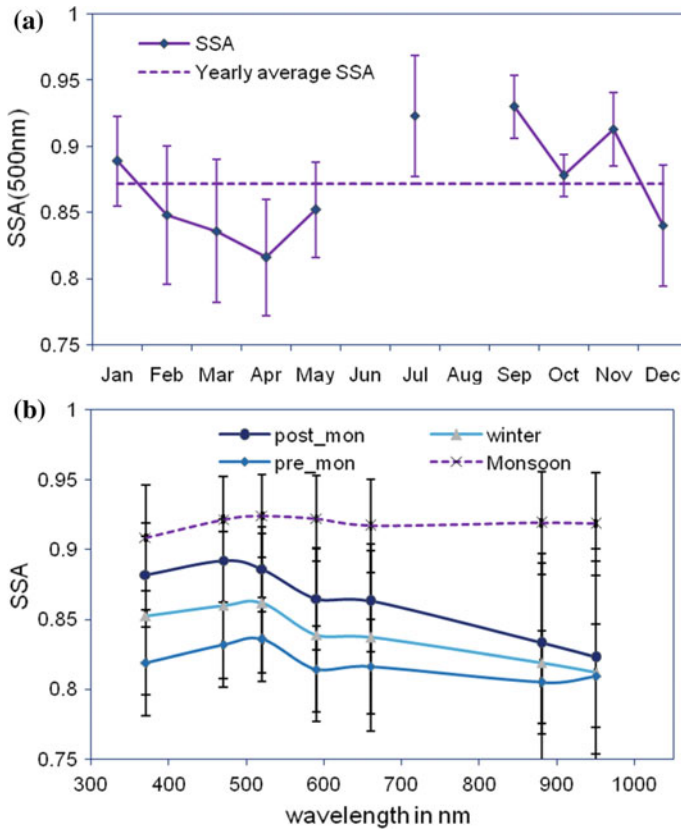 (a)
1
0.95
0.9
0.85
0.8
0.75
SSA(500nm)
SSA
Yearly average SSA
Jan Feb Mar Apr May Jun Jul Aug Sep Oct Nov Dec
(b)
1
0.95
0.9
0.85
0.8
0.75
SSA
post_mon winter
pre_mon Monsoon
300 400 500 600 700 800 900 1000
wavelength in nm